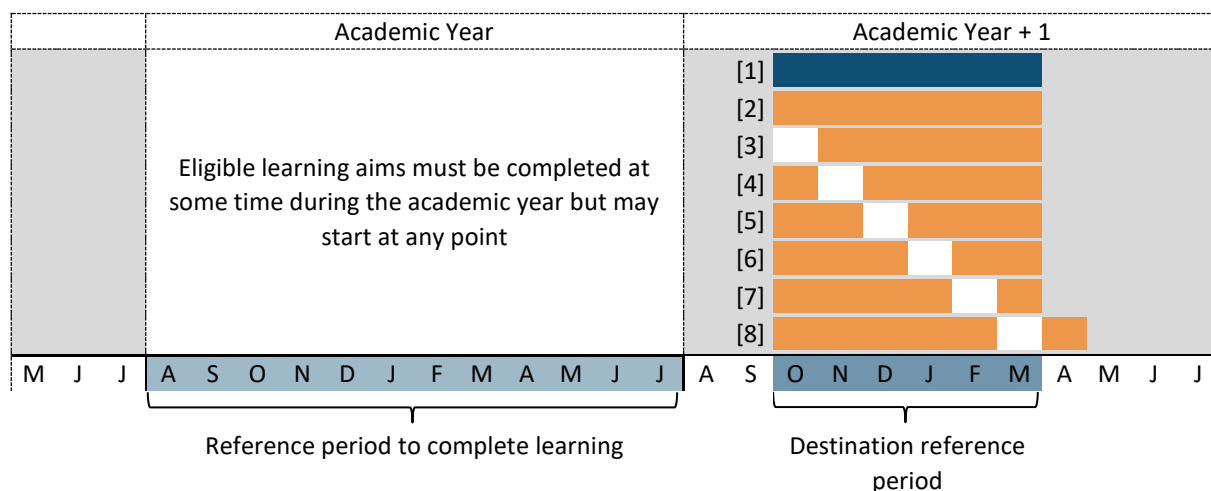 Academic Year
Academic Year + 1
[1]
[2]
[3]
[4]
[5]
[6]
[7]
[8]
Eligible learning aims must be completed at
some time during the academic year but may
start at any point
M J J A S O N D J F M A M J J A S O N D J F M A M J J
Reference period to complete learning
Destination reference
period